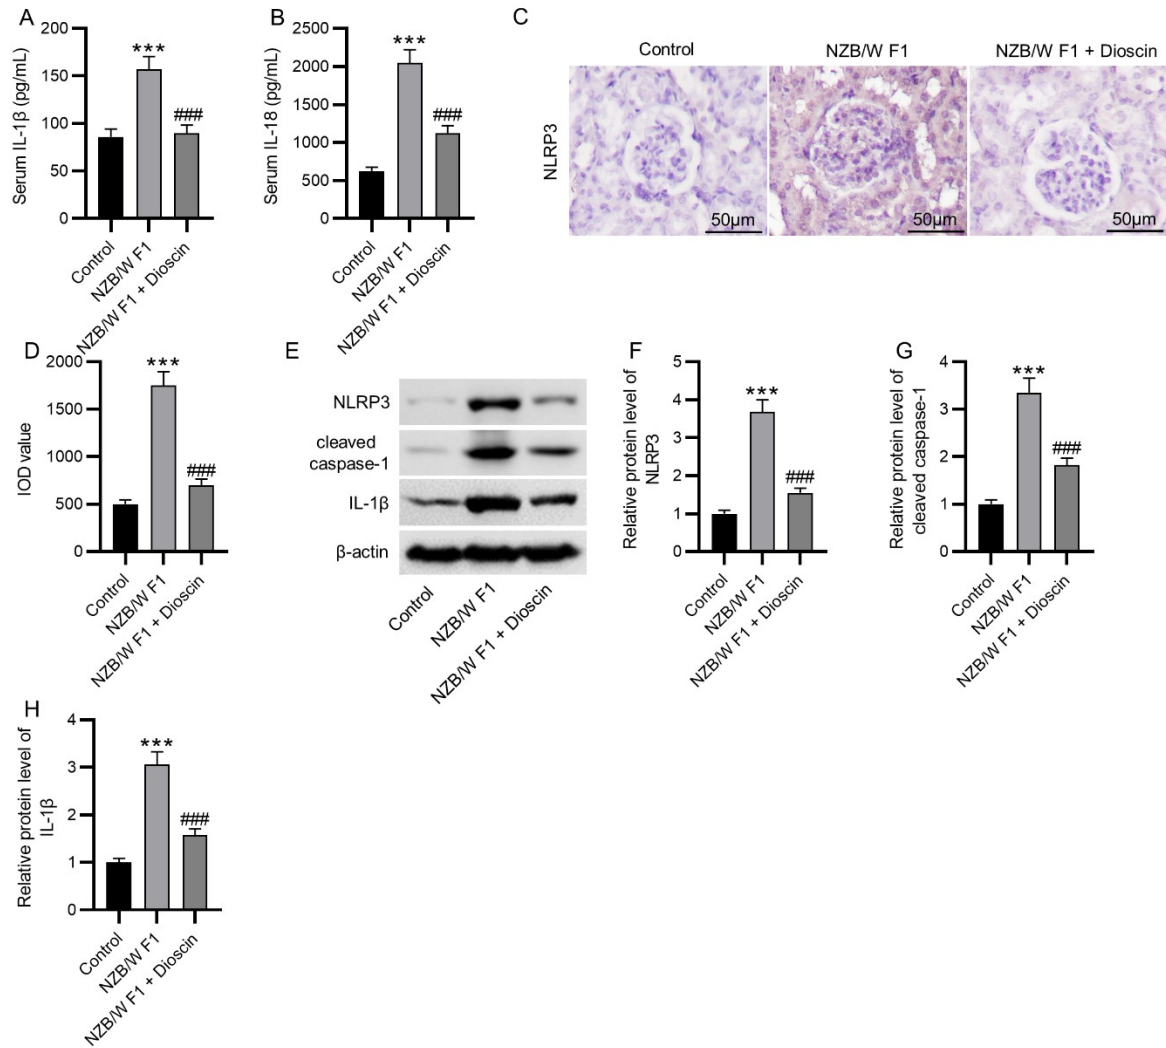 A
Serum IL-1β (pg/mL)
200
150
100
50
0
***
###
Control
NZB/W F1
NZB/W F1 + Dioscin
B
Serum IL-18 (pg/mL)
2500
2000
1500
1000
500
0
***
###
Control
NZB/W F1
NZB/W F1 + Dioscin
C
Control
NZB/W F1
NZB/W F1 + Dioscin
NLRP3
50μm
50μm
50μm
D
IOD value
2000
1500
1000
500
0
***
###
Control
NZB/W F1
NZB/W F1 + Dioscin
E
NLRP3
cleaved
caspase-1
IL-1β
β-actin
Control
NZB/W F1
NZB/W F1 + Dioscin
F
Relative protein level of
NLRP3
5
4
3
2
1
0
***
###
Control
NZB/W F1
NZB/W F1 + Dioscin
G
Relative protein level of
cleaved caspase-1
4
3
2
1
0
***
###
Control
NZB/W F1
NZB/W F1 + Dioscin
H
Relative protein level of
IL-1β
4
3
2
1
0
***
###
Control
NZB/W F1
NZB/W F1 + Dioscin